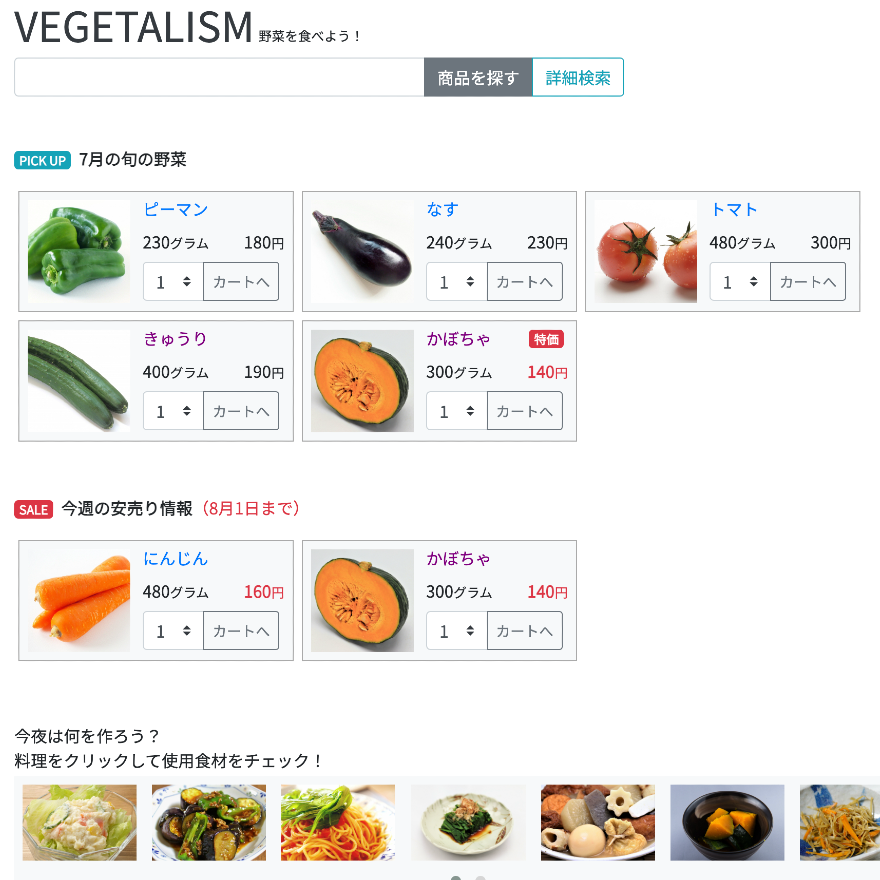 VEGETALISM 野菜を食べよう！
商品を探す 詳細検索
PICK UP 7月の旬の野菜
ピーマン
230グラム 180円
1 カートへ
なす
240グラム 230円
1 カートへ
トマト
480グラム 300円
1 カートへ
きゅうり
400グラム 190円
1 カートへ
かぼちゃ 特価
300グラム 140円
1 カートへ
SALE 今週の安売り情報（8月1日まで）
にんじん
480グラム 160円
1 カートへ
かぼちゃ
300グラム 140円
1 カートへ
今夜は何を作ろう？
料理をクリックして使用食材をチェック！